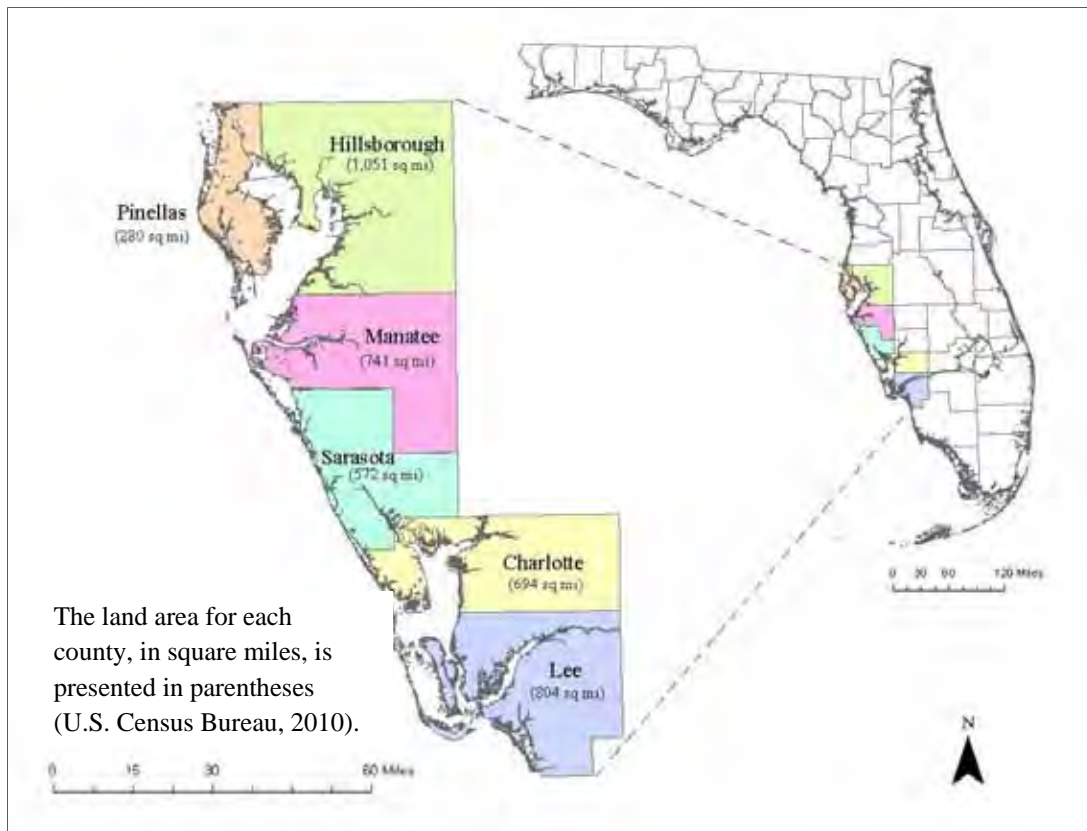 Hillsborough
(1,051 sq mi)
Pinellas
(280 sq mi)
Manatee
(741 sq mi)
Sarasota
(572 sq mi)
Charlotte
(694 sq mi)
Lee
(804 sq mi)
The land area for each
county, in square miles, is
presented in parentheses
(U.S. Census Bureau, 2010).
0 15 30 60 Miles
0 30 60 120 Miles
N